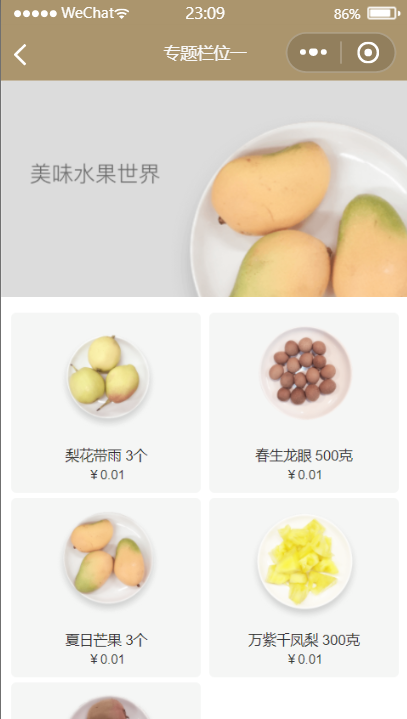 WeChat
23:09
86%
专题栏位一
美味水果世界
梨花带雨 3个
￥0.01
春生龙眼 500克
￥0.01
夏日芒果 3个
￥0.01
万紫千凤梨 300克
￥0.01